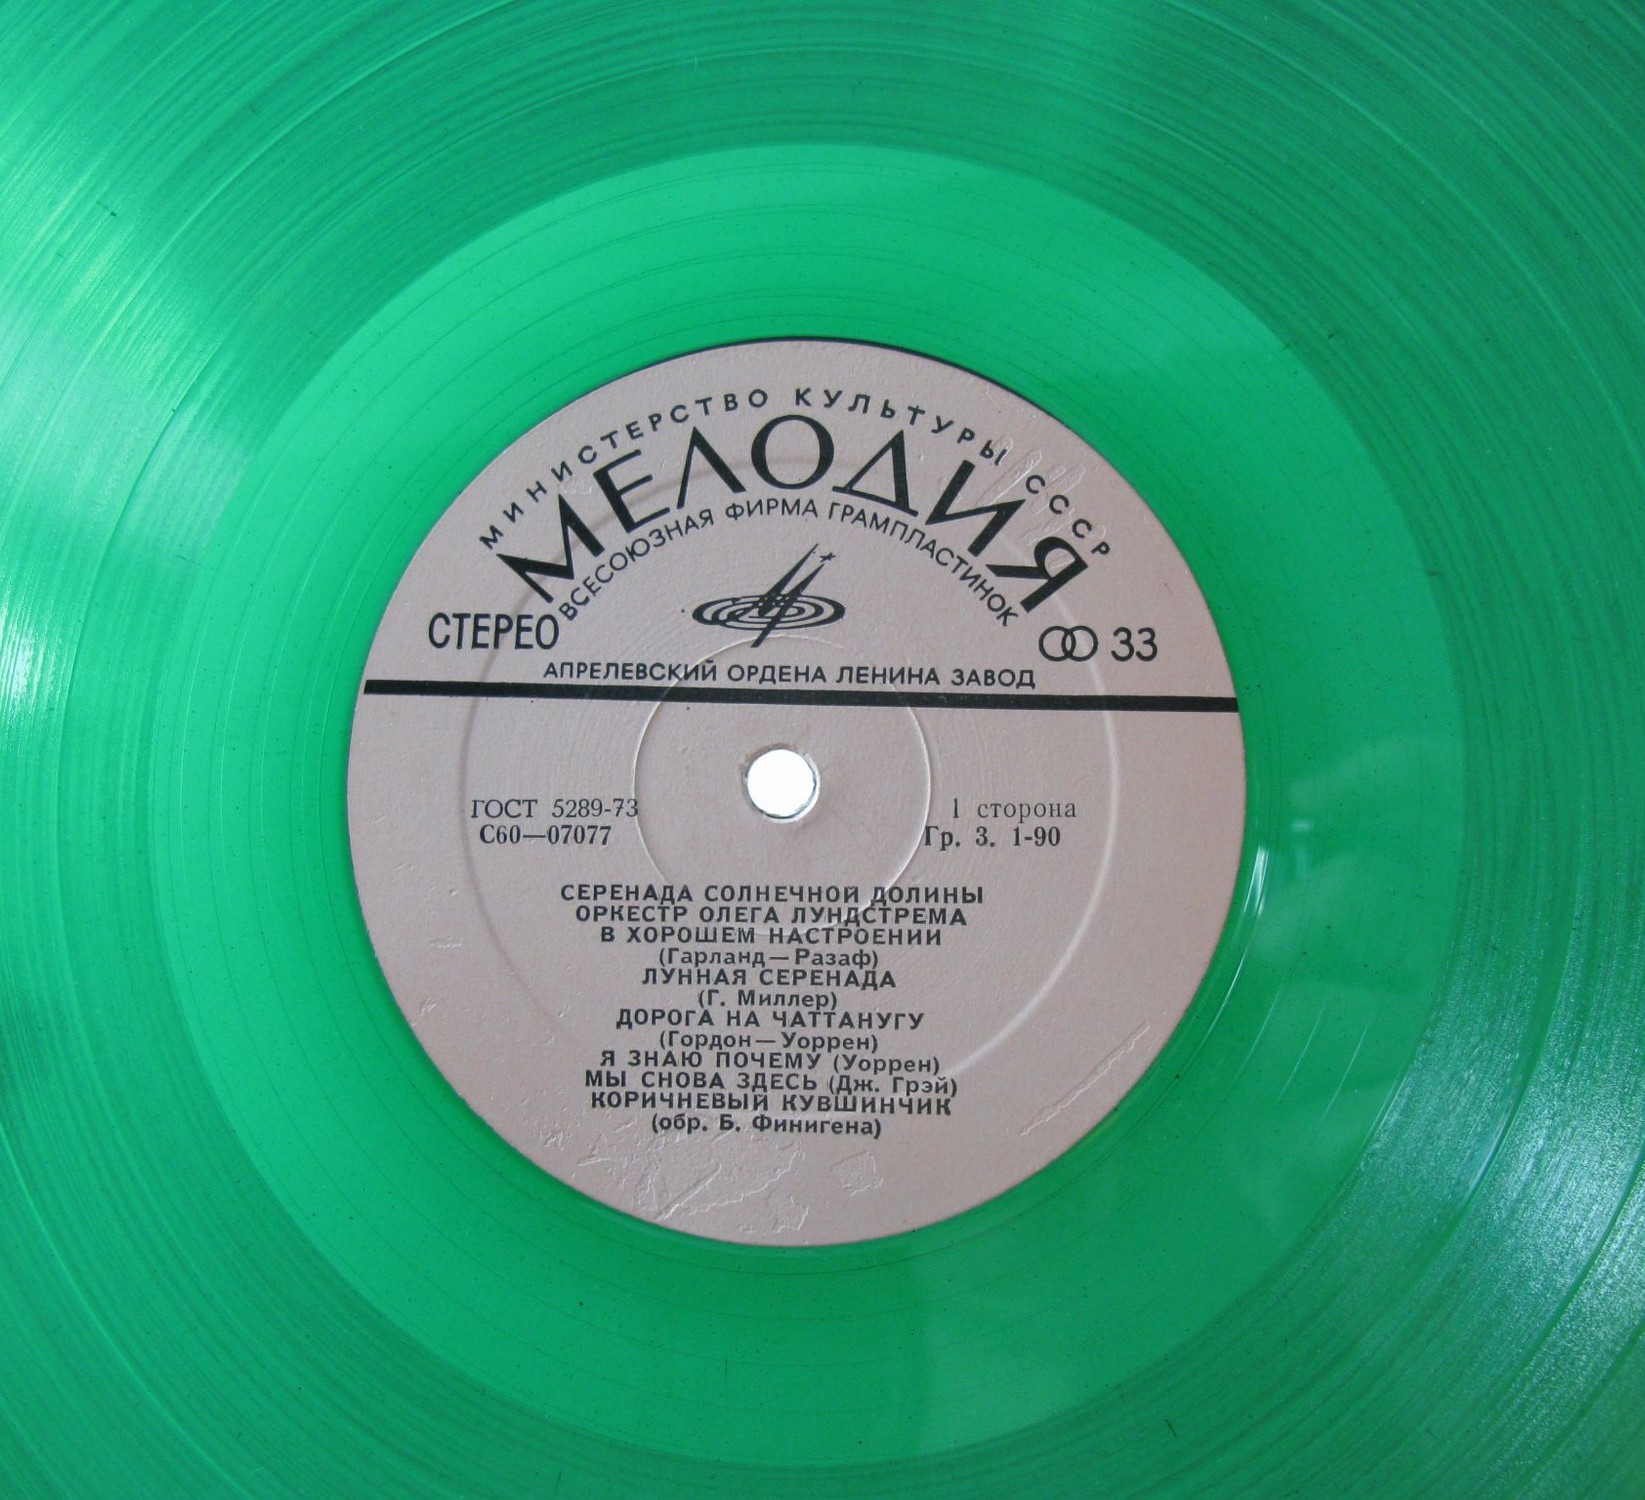 МИНИСТЕРСТВО КУЛЬТУРЫ СССР
МЕЛОДИЯ
ВСЕСОЮЗНАЯ ФИРМА ГРАМПЛАСТИНОК
СТЕРЕО
33
АПРЕЛЕВСКИЙ ОРДЕНА ЛЕНИНА ЗАВОД
ГОСТ 5289-73
С60—07077
1 сторона
Гр. 3. 1-90
СЕРЕНАДА СОЛНЕЧНОЙ ДОЛИНЫ
ОРКЕСТР ОЛЕГА ЛУНДСТРЕМА
В ХОРОШЕМ НАСТРОЕНИИ
(Гарланд—Разаф)
ЛУННАЯ СЕРЕНАДА
(Г. Миллер)
ДОРОГА НА ЧАТТАНУГУ
(Гордон—Уоррен)
Я ЗНАЮ ПОЧЕМУ (Уоррен)
МЫ СНОВА ЗДЕСЬ (Дж. Грэй)
КОРИЧНЕВЫЙ КУВШИНЧИК
(обр. Б. Финигена)